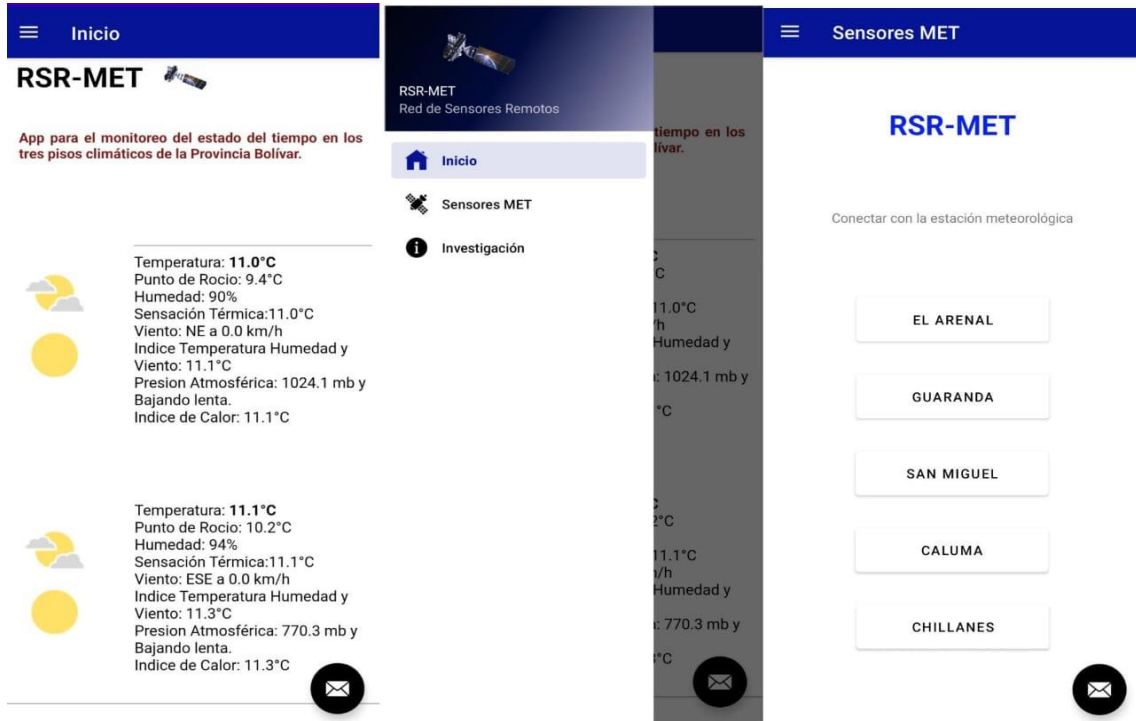 Inicio
RSR-MET
App para el monitoreo del estado del tiempo en los
tres pisos climáticos de la Provincia Bolívar.
Temperatura: 11.0°C
Punto de Rocio: 9.4°C
Humedad: 90%
Sensación Térmica:11.0°C
Viento: NE a 0.0 km/h
Indice Temperatura Humedad y
Viento: 11.1°C
Presion Atmosférica: 1024.1 mb y
Bajando lenta.
Indice de Calor: 11.1°C
Temperatura: 11.1°C
Punto de Rocio: 10.2°C
Humedad: 94%
Sensación Térmica:11.1°C
Viento: ESE a 0.0 km/h
Indice Temperatura Humedad y
Viento: 11.3°C
Presion Atmosférica: 770.3 mb y
Bajando lenta.
Indice de Calor: 11.3°C
RSR-MET
Red de Sensores Remotos
Inicio
Sensores MET
Investigación
tiempo en los
lívar.
C
11.0°C
/h
Humedad y
: 1024.1 mb y
°C
2°C
11.1°C
/h
Humedad y
: 770.3 mb y
°C
Sensores MET
RSR-MET
Conectar con la estación meteorológica
EL ARENAL
GUARANDA
SAN MIGUEL
CALUMA
CHILLANES